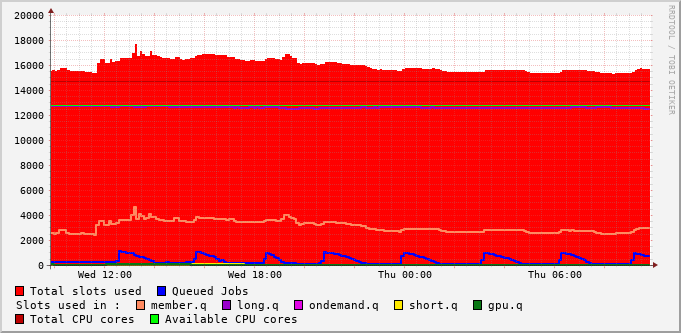 20000
18000
16000
14000
12000
10000
8000
6000
4000
2000
0
Wed 12:00 Wed 18:00 Thu 00:00 Thu 06:00
Total slots used Queued Jobs
Slots used in : member.q long.q ondemand.q short.q gpu.q
Total CPU cores Available CPU cores
RRDTOOL / TOBI OETIKER